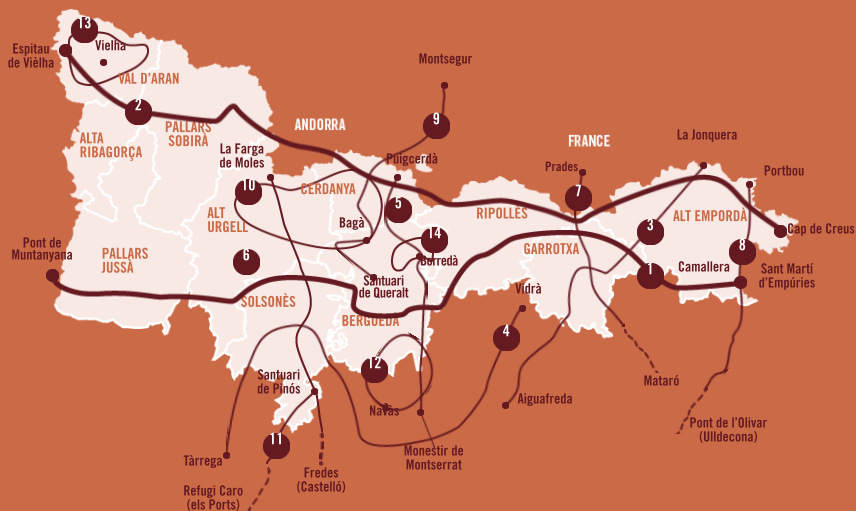 13
Espitau
de Vièlha
Vielha
VAL D'ARAN
2
PALLARS
SOBIRÀ
ALTA
RIBAGORÇA
Montsegur
9
ANDORRA
FRANCE
La Jonquera
La Farga
de Moles
Puigcerdà
Prades
Portbou
10
CERDANYA
7
5
RIPOLLÈS
ALT EMPORDÀ
ALT
URGELL
Bagà
3
Cap de Creus
14
GARROTXA
8
Pont de
Muntanyana
PALLARS
JUSSÀ
6
Borredà
1
Camallera
Sant Martí
d'Empúries
Santuari
de Queralt
SOLSONÈS
Vidrà
BERGUEDÀ
4
12
Santuari
de Pinós
Mataró
Navàs
Aiguafreda
11
Pont de l'Olivar
(Ulldecona)
Monestir de
Montserrat
Tàrrega
Fredes
(Castelló)
Refugi Caro
(els Ports)